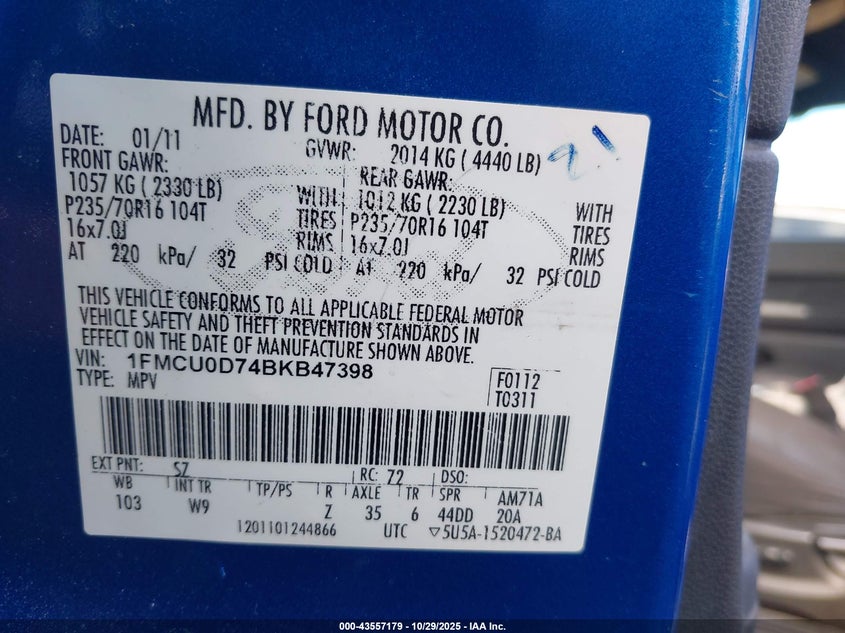 MFD. BY FORD MOTOR CO.
DATE: 01/11 GVWR: 2014 KG ( 4440 LB)
FRONT GAWR: REAR GAWR:
1057 KG ( 2330 LB) WITH 1012 KG ( 2230 LB) WITH
P235/70R16 104T TIRES P235/70R16 104T TIRES
16x7.0J RIMS 16x7.0J RIMS
AT 220 kPa/ 32 PSI COLD AT 220 kPa/ 32 PSI COLD
THIS VEHICLE CONFORMS TO ALL APPLICABLE FEDERAL MOTOR
VEHICLE SAFETY AND THEFT PREVENTION STANDARDS IN
EFFECT ON THE DATE OF MANUFACTURE SHOWN ABOVE.
VIN: 1FMCU0D74BKB47398
TYPE: MPV
F0112
T0311
EXT PNT: SZ RC: 72 DSO:
WB INT TR TP/PS R AXLE TR SPR AM71A
103 W9 Z 35 6 44DD 20A
1201101244866 UTC ▽5U5A-1520472-BA
000-43557179 | 10/29/2025 - IAA Inc.